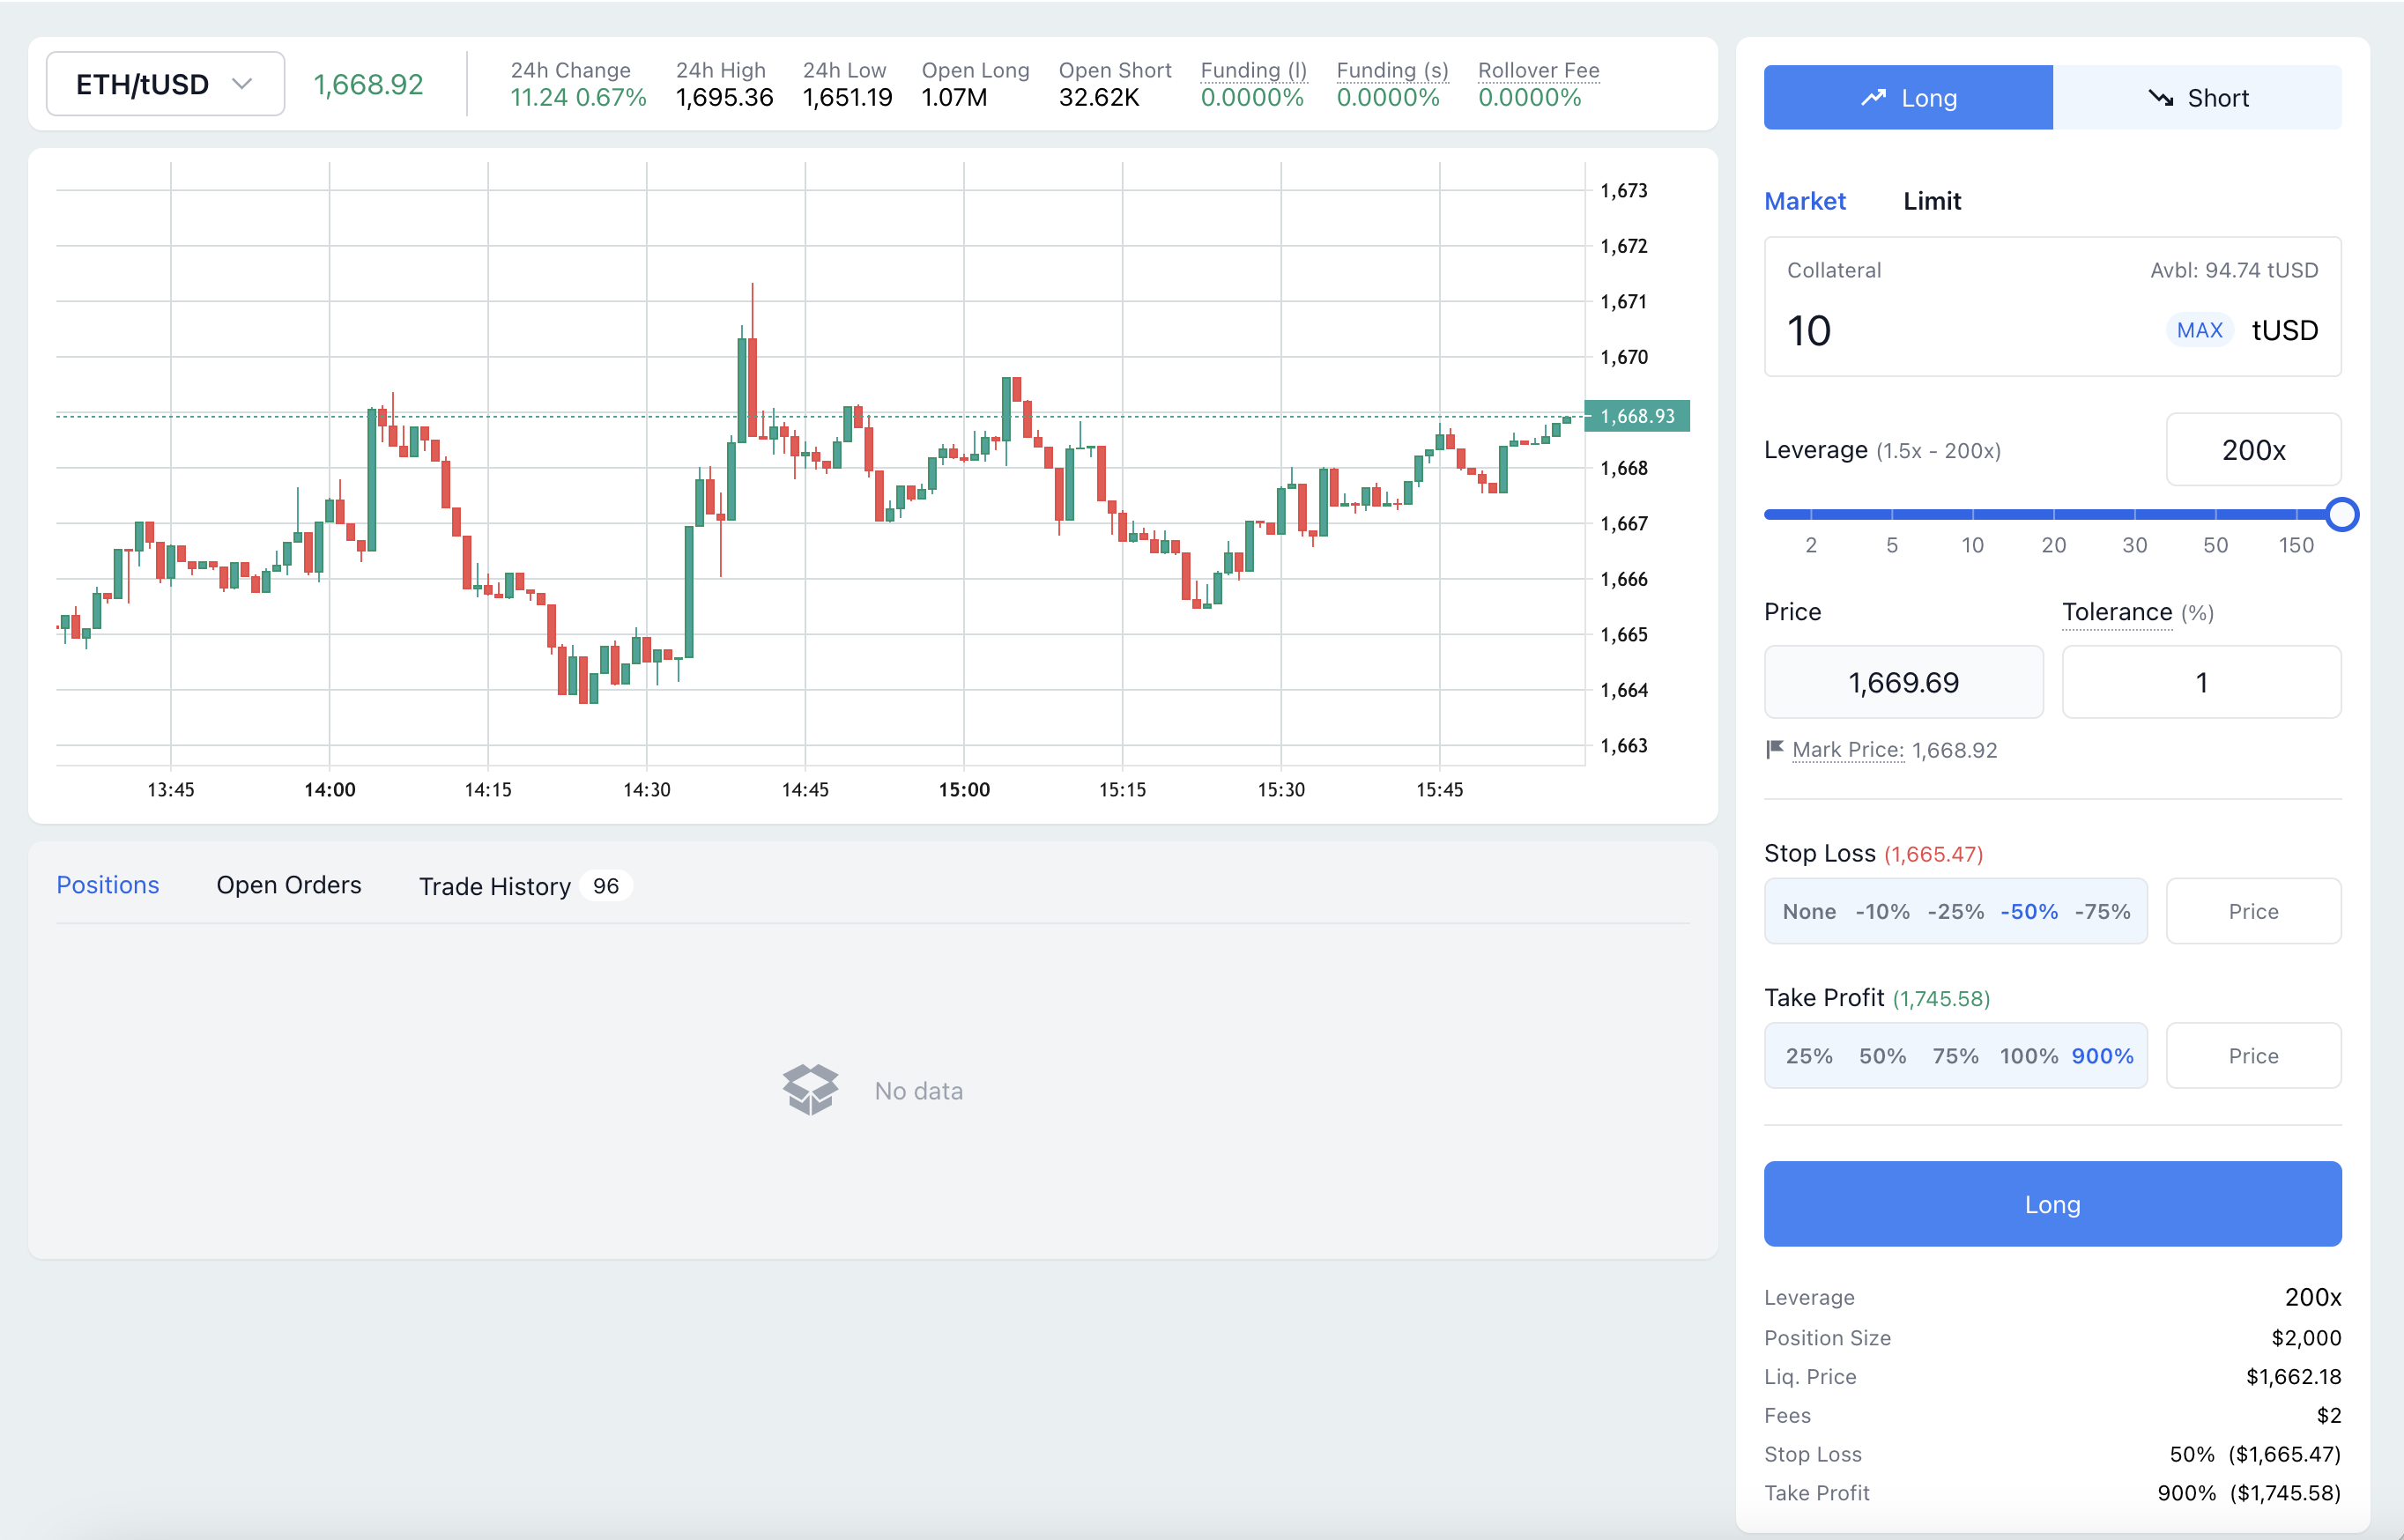 ETH/tUSD
1,668.92
24h Change
11.24 0.67%
24h High
1,695.36
24h Low
1,651.19
Open Long
1.07M
Open Short
32.62K
Funding (l)
0.0000%
Funding (s)
0.0000%
Rollover Fee
0.0000%
1,673
1,672
1,671
1,670
1,668.93
1,668
1,667
1,666
1,665
1,664
1,663
13:45 14:00 14:15 14:30 14:45 15:00 15:15 15:30 15:45
Positions Open Orders Trade History 96
No data
Long Short
Market Limit
Collateral Avbl: 94.74 tUSD
10 MAX tUSD
Leverage (1.5x - 200x) 200x
2 5 10 20 30 50 150
Price Tolerance (%)
1,669.69 1
Mark Price: 1,668.92
Stop Loss (1,665.47)
None -10% -25% -50% -75% Price
Take Profit (1,745.58)
25% 50% 75% 100% 900% Price
Long
Leverage 200x
Position Size $2,000
Liq. Price $1,662.18
Fees $2
Stop Loss 50% ($1,665.47)
Take Profit 900% ($1,745.58)